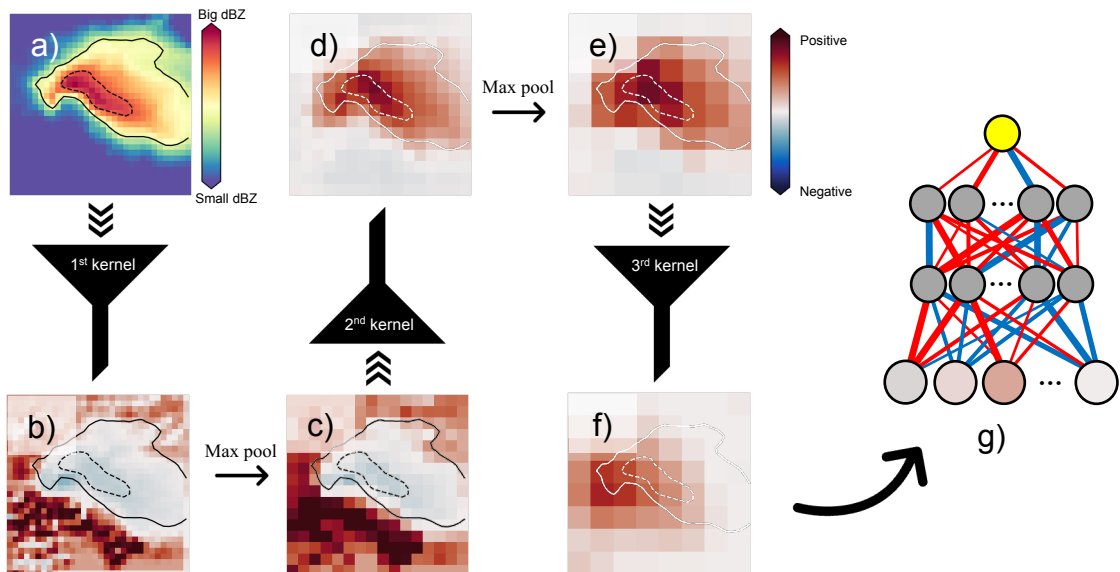 Big dBZ
a)
Small dBZ
d)
Max pool
e)
Positive
Negative
1st kernel
2nd kernel
3rd kernel
b)
Max pool
c)
f)
...
...
...
g)